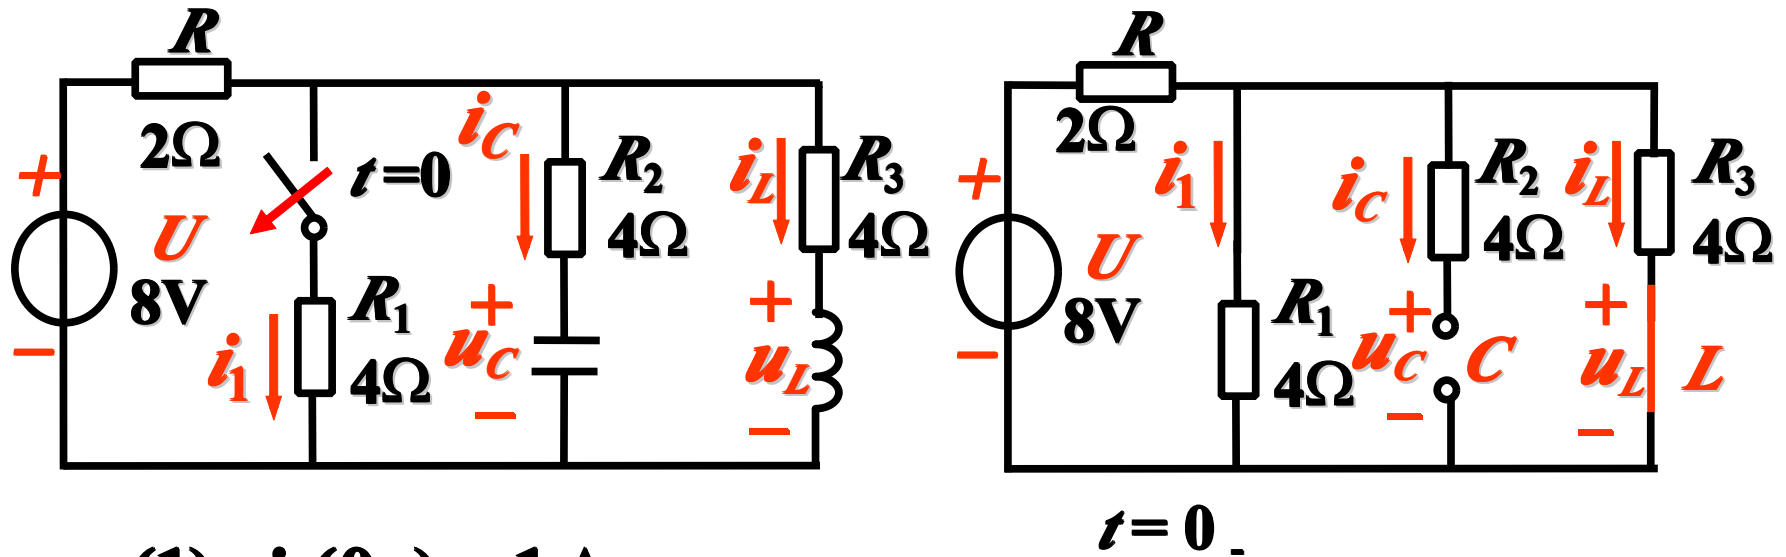 R
2Ω
t=0
+
U
8V
−
i1
R1
4Ω
iC
R2
4Ω
+
uC
−
iL
R3
4Ω
+
uL
−
R
2Ω
+
U
8V
−
i1
R1
4Ω
iC
R2
4Ω
+
uC
−
C
iL
R3
4Ω
+
uL
−
L
t = 0